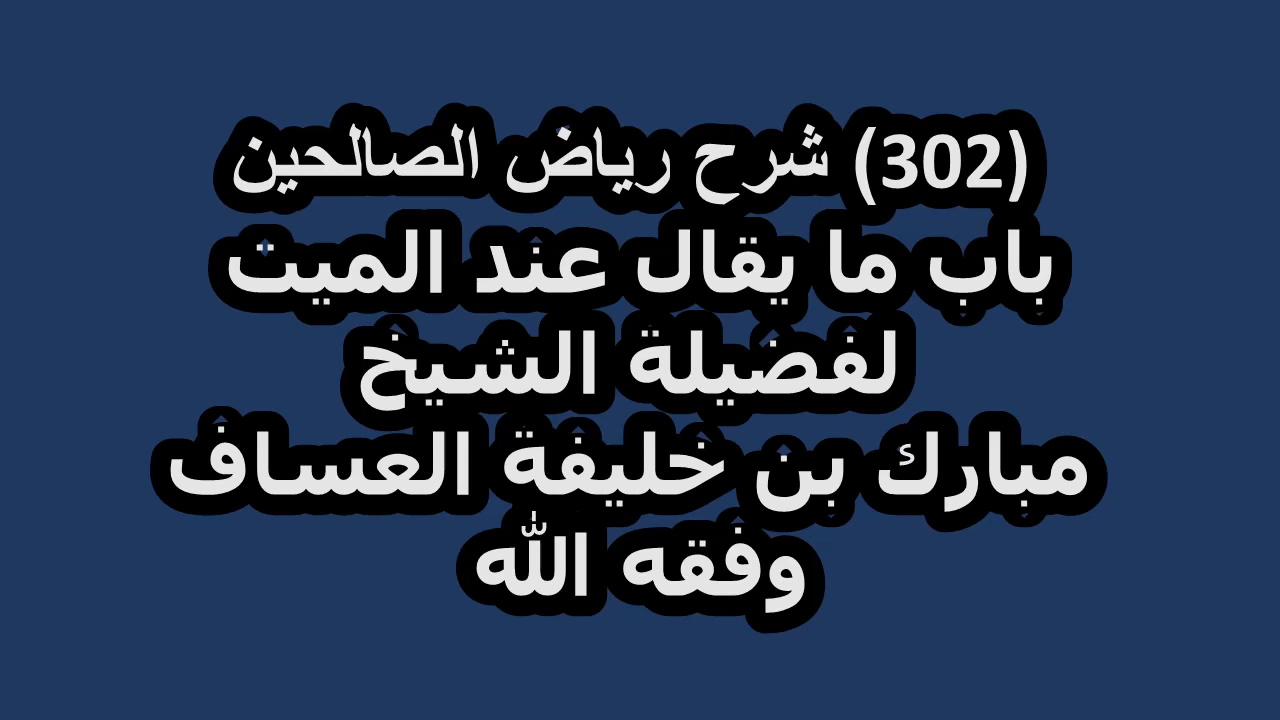 (302) شرح رياض الصالحين
باب ما يقال عند الميت
لفضيلة الشيخ
مبارك بن خليفة العساف
وفقه الله